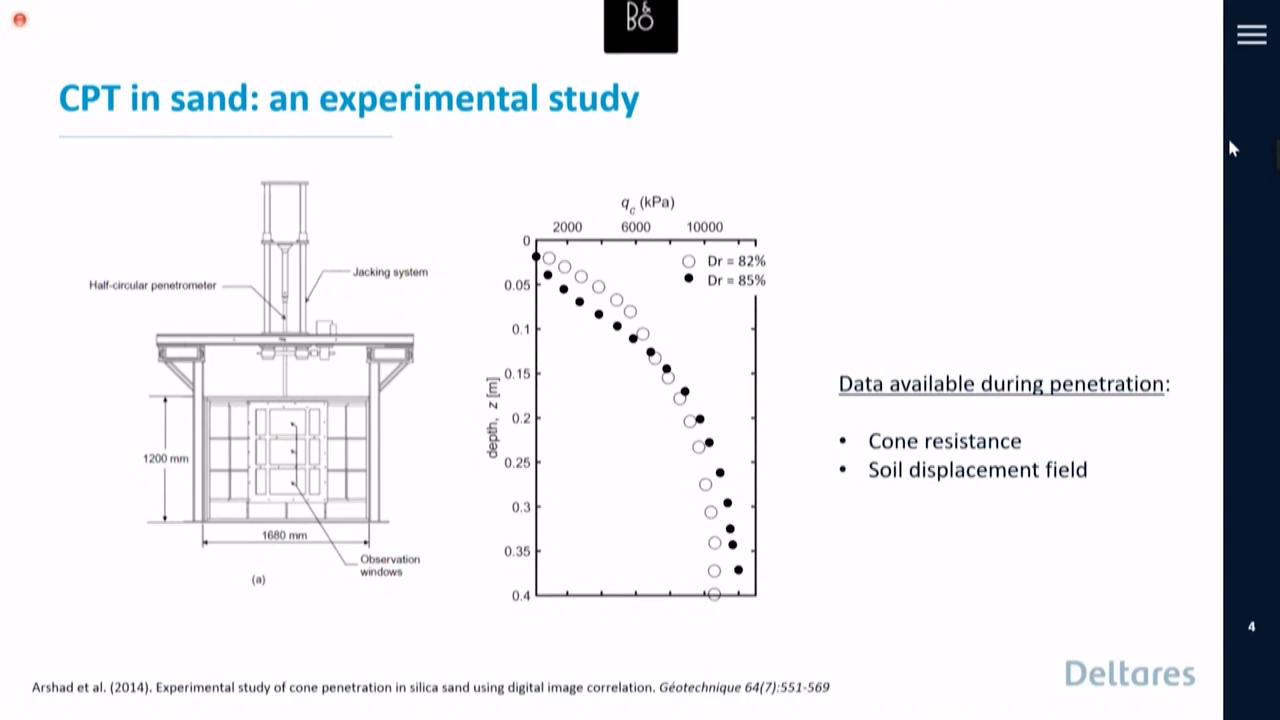 B&O
CPT in sand: an experimental study
Half-circular penetrometer
Jacking system
1200 mm
1680 mm
Observation
windows
(a)
qc (kPa)
2000 6000 10000
0
0.05
0.1
0.15
0.2
0.25
0.3
0.35
0.4
depth, z [m]
Dr = 82%
Dr = 85%
Data available during penetration:
• Cone resistance
• Soil displacement field
4
Deltares
Arshad et al. (2014). Experimental study of cone penetration in silica sand using digital image correlation. Géotechnique 64(7):551-569